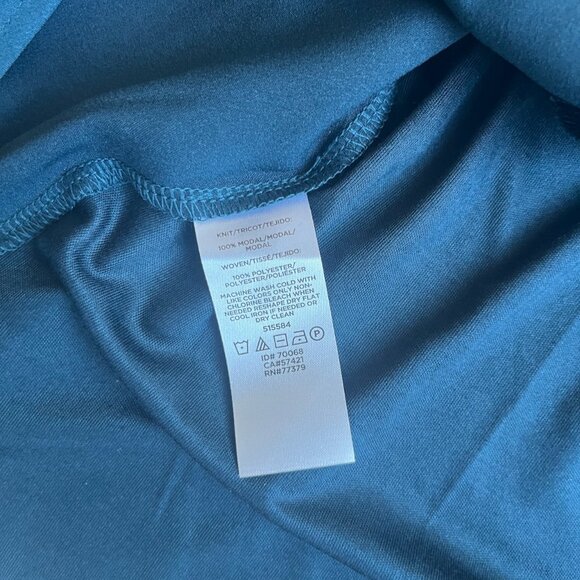 KNIT/TRICOT/TEJIDO:
100% MODAL/MODAL/
MODAL
WOVEN/TISSÉ/TEJIDO:
100% POLYESTER/
POLYESTER/POLIÉSTER
MACHINE WASH COLD WITH
LIKE COLORS ONLY NON-
CHLORINE BLEACH WHEN
NEEDED RESHAPE DRY FLAT
COOL IRON IF NEEDED OR
DRY CLEAN
515584
ID# 70068
CA#57421
RN#77379